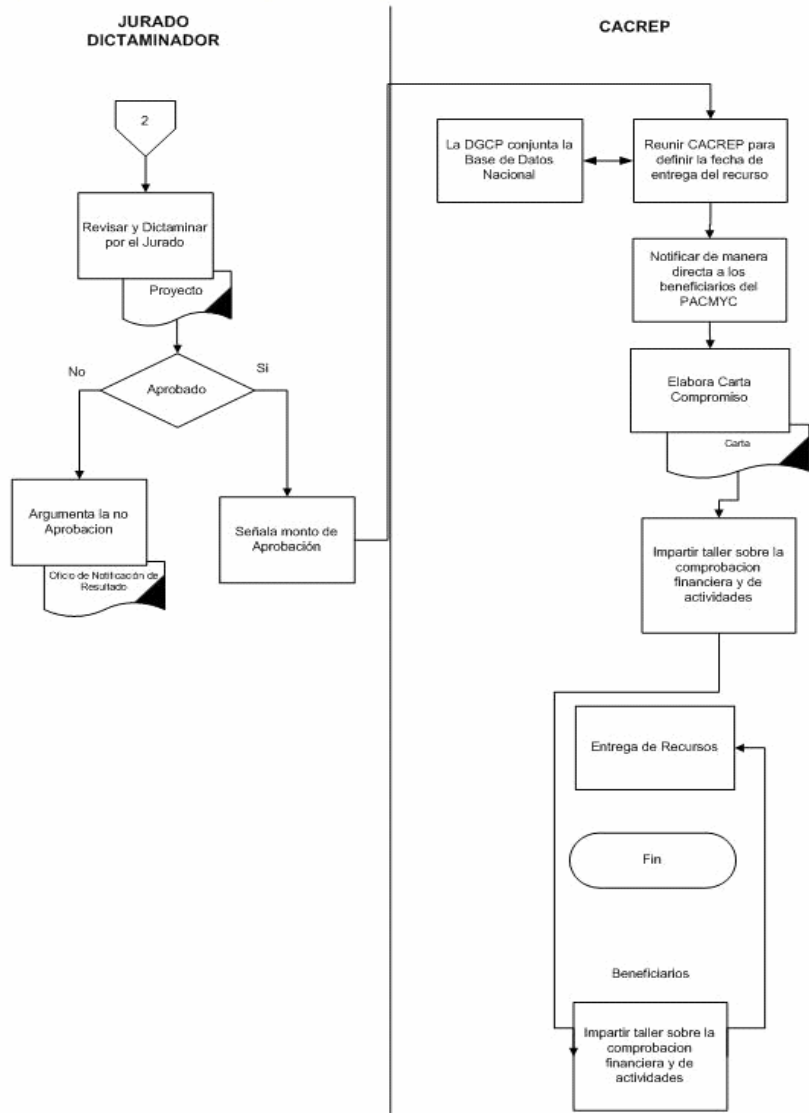 JURADO
DICTAMINADOR
2
Revisar y Dictaminar
por el Jurado
Proyecto
No
Si
Aprobado
Argumenta la no
Aprobacion
Oficio de Notificación de
Resultado
Señala monto de
Aprobación
CACREP
La DGCP conjunta la
Base de Datos
Nacional
Reunir CACREP para
definir la fecha de
entrega del recurso
Notificar de manera
directa a los
beneficiarios del
PACMYC
Elabora Carta
Compromiso
Carta
Impartir taller sobre la
comprobacion
financiera y de
actividades
Entrega de Recursos
Fin
Beneficiarios
Impartir taller sobre la
comprobacion
financiera y de
actividades